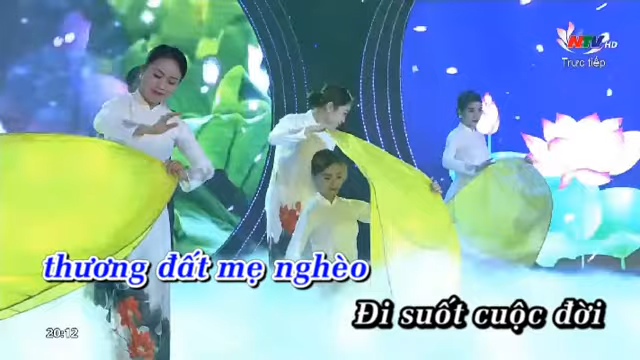 NTV HD
Trực tiếp
thương đất mẹ nghèo
Đi suốt cuộc đời
20:12